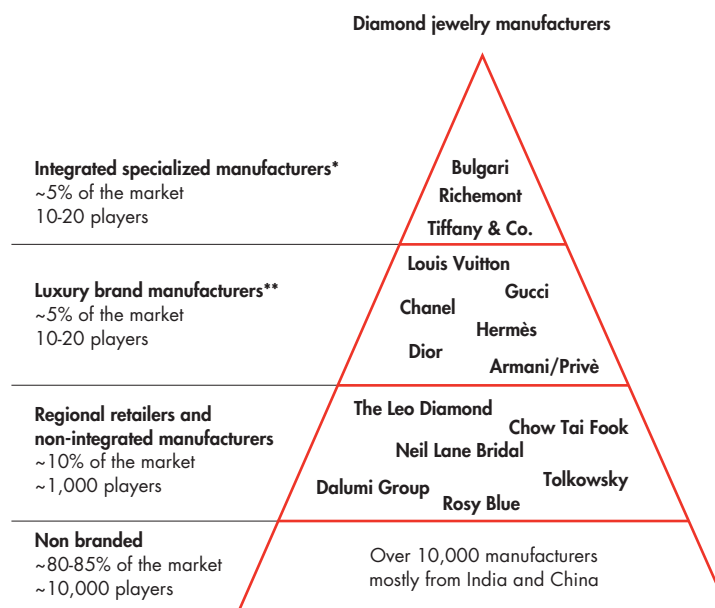 Diamond jewelry manufacturers
Integrated specialized manufacturers*
~5% of the market
10-20 players
Bulgari
Richemont
Tiffany & Co.
Luxury brand manufacturers**
~5% of the market
10-20 players
Louis Vuitton
Gucci
Chanel
Hermès
Dior
Armani/Privè
Regional retailers and
non-integrated manufacturers
~10% of the market
~1,000 players
The Leo Diamond
Chow Tai Fook
Neil Lane Bridal
Tolkowsky
Dalumi Group
Rosy Blue
Non branded
~80-85% of the market
~10,000 players
Over 10,000 manufacturers
mostly from India and China